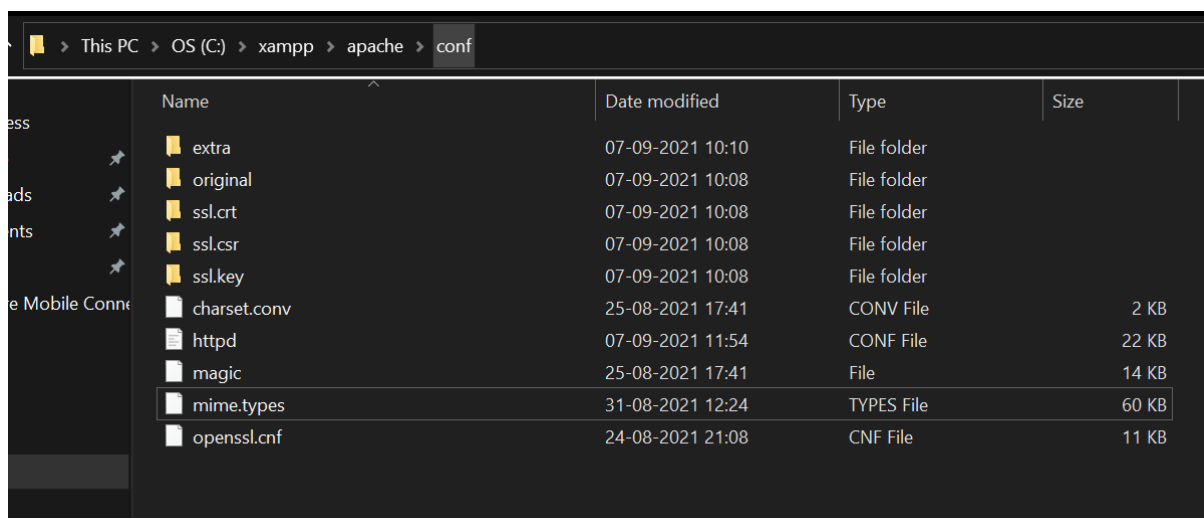 This PC > OS (C:) > xampp > apache > conf
Name Date modified Type Size
ess
extra 07-09-2021 10:10 File folder
original 07-09-2021 10:08 File folder
ads
ssl.crt 07-09-2021 10:08 File folder
ents
ssl.csr 07-09-2021 10:08 File folder
ssl.key 07-09-2021 10:08 File folder
re Mobile Conne
charset.conv 25-08-2021 17:41 CONV File 2 KB
httpd 07-09-2021 11:54 CONF File 22 KB
magic 25-08-2021 17:41 File 14 KB
mime.types 31-08-2021 12:24 TYPES File 60 KB
openssl.cnf 24-08-2021 21:08 CNF File 11 KB